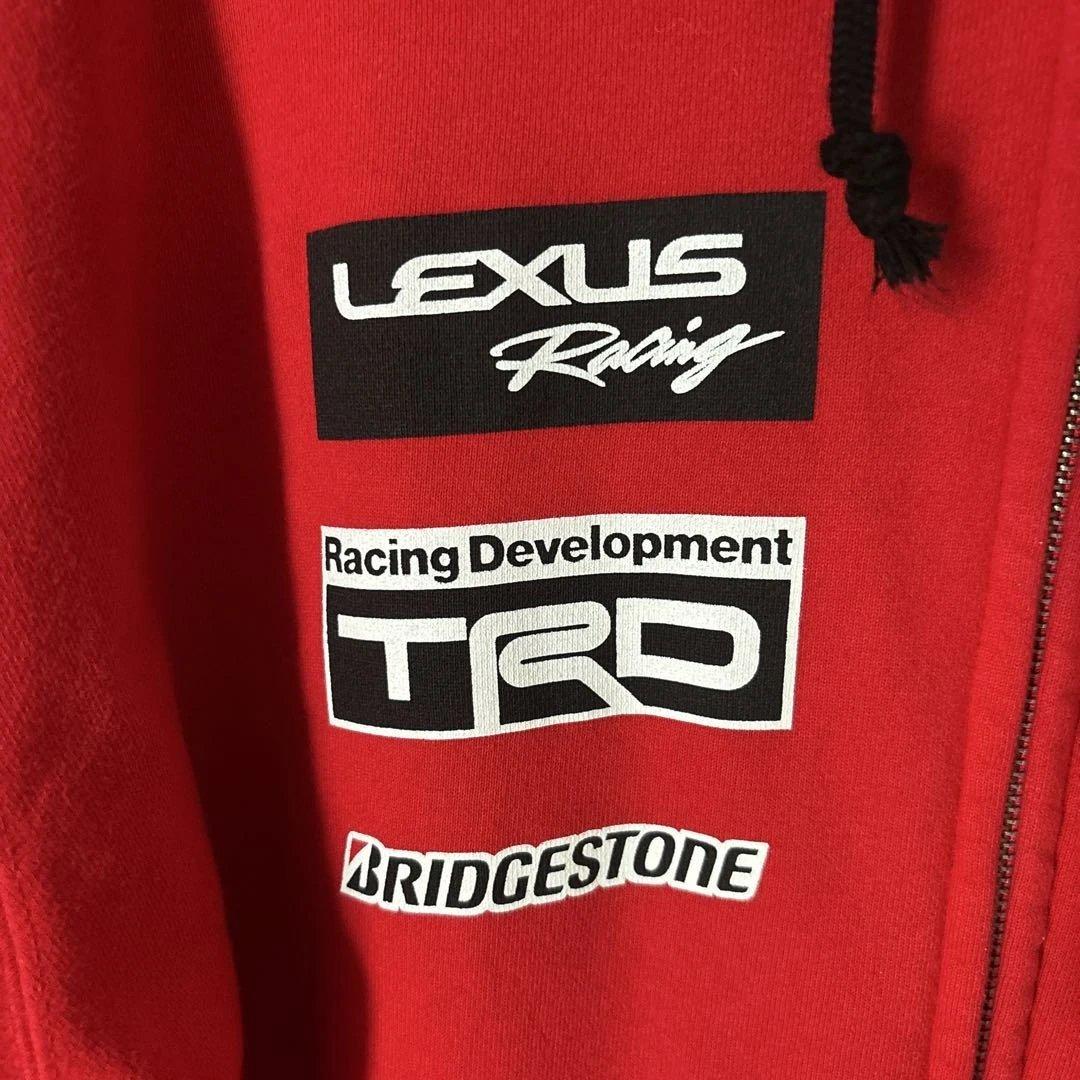 LEXUS
Racing
Racing Development
TRD
BRIDGESTONE